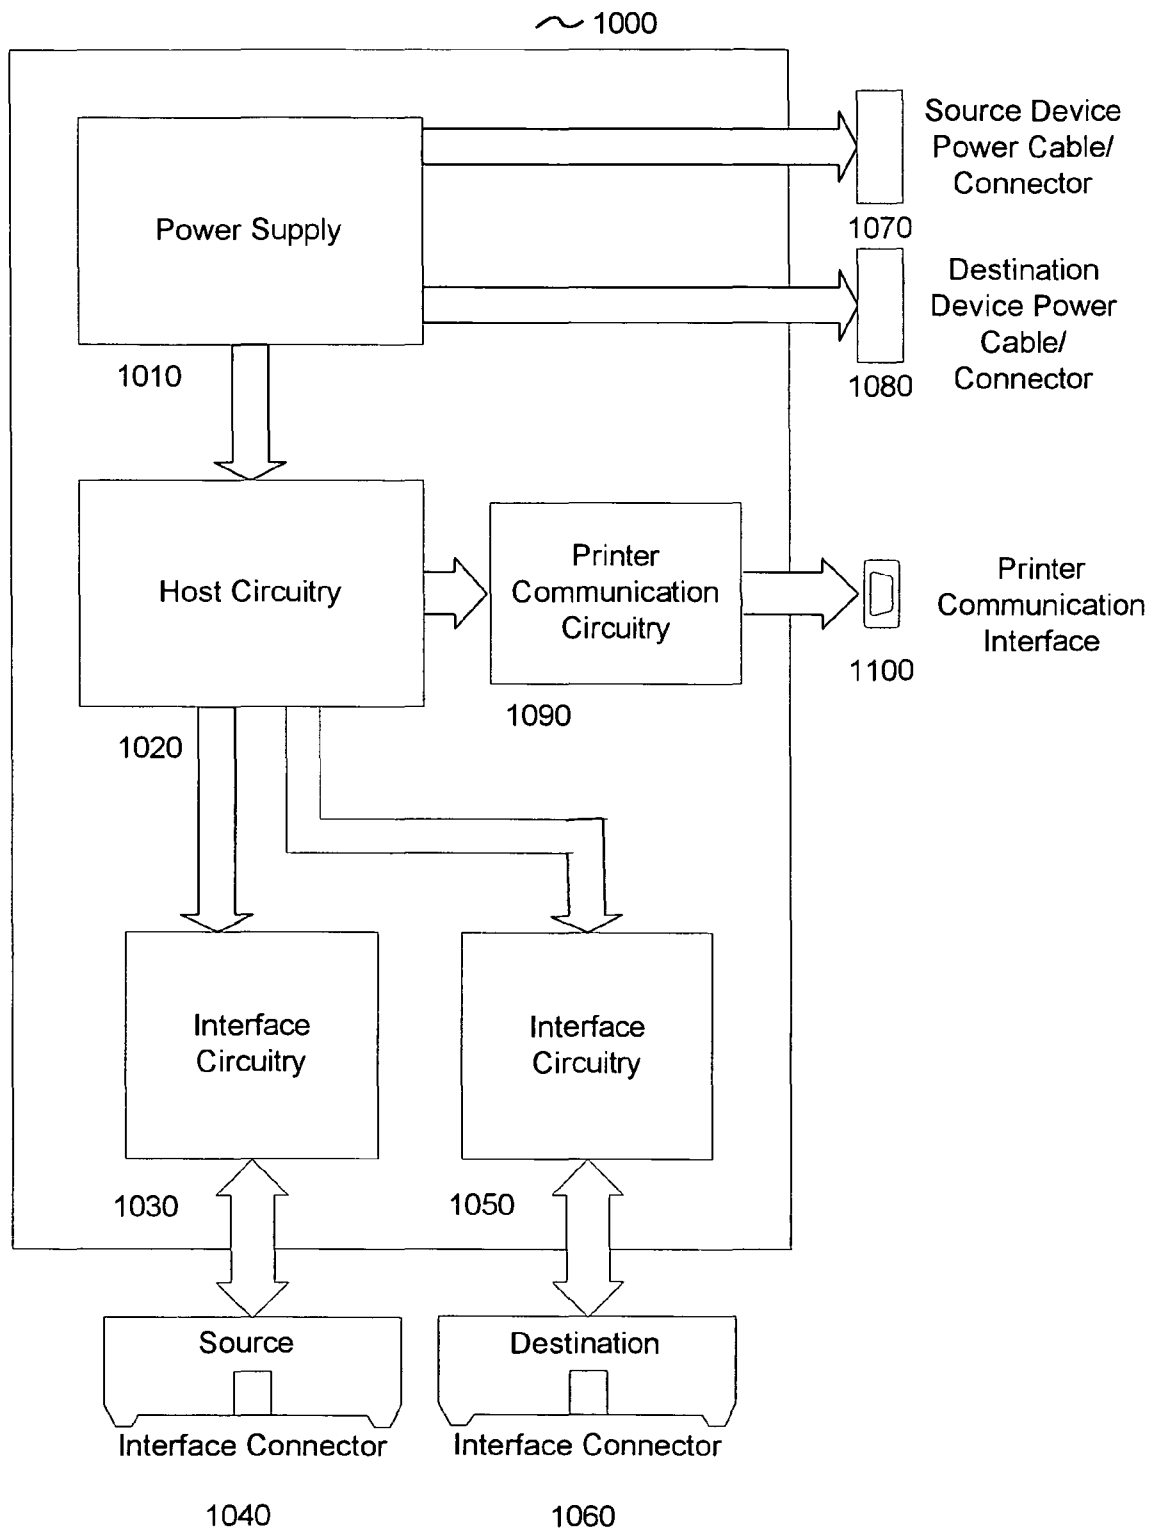 1000
Source Device
Power Cable/
Connector
Power Supply
1070
Destination
Device Power
Cable/
Connector
1010
1080
Host Circuitry
Printer
Communication
Circuitry
Printer
Communication
Interface
1100
1090
1020
Interface
Circuitry
Interface
Circuitry
1030
1050
Source
Destination
Interface Connector
Interface Connector
1040
1060